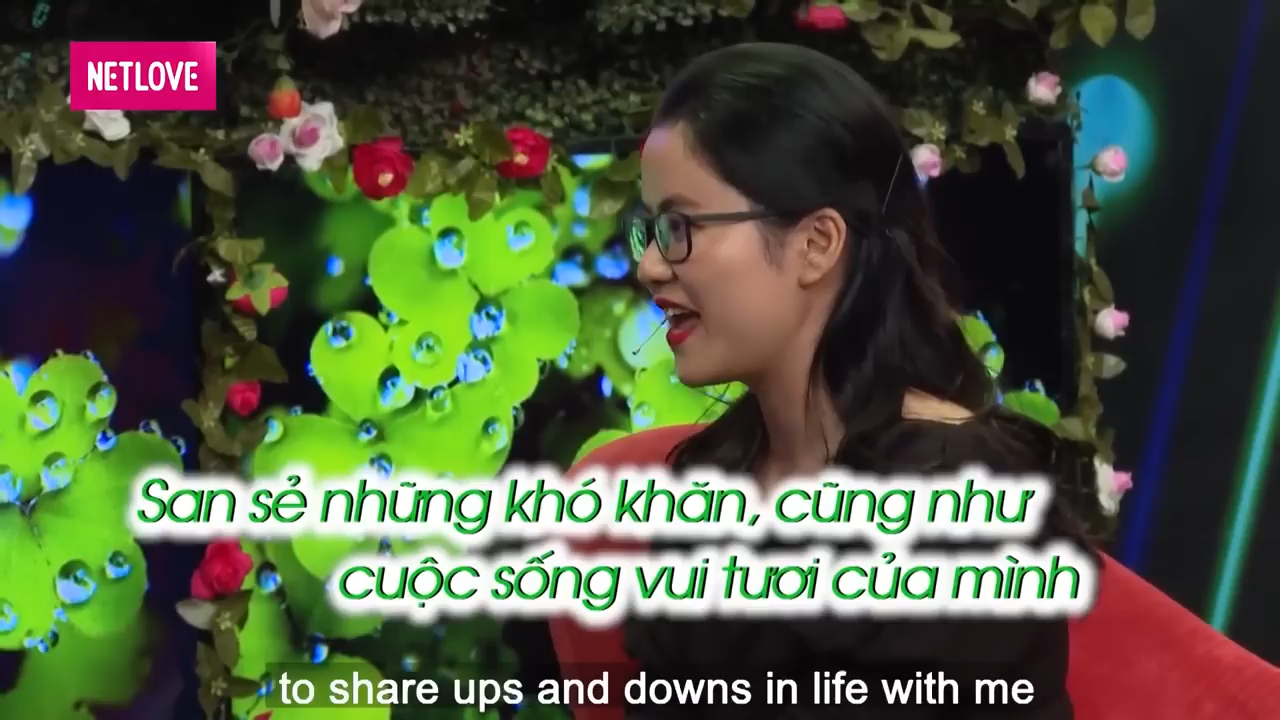 NETLOVE
San sẻ những khó khăn, cũng như
cuộc sống vui tươi của mình
to share ups and downs in life with me